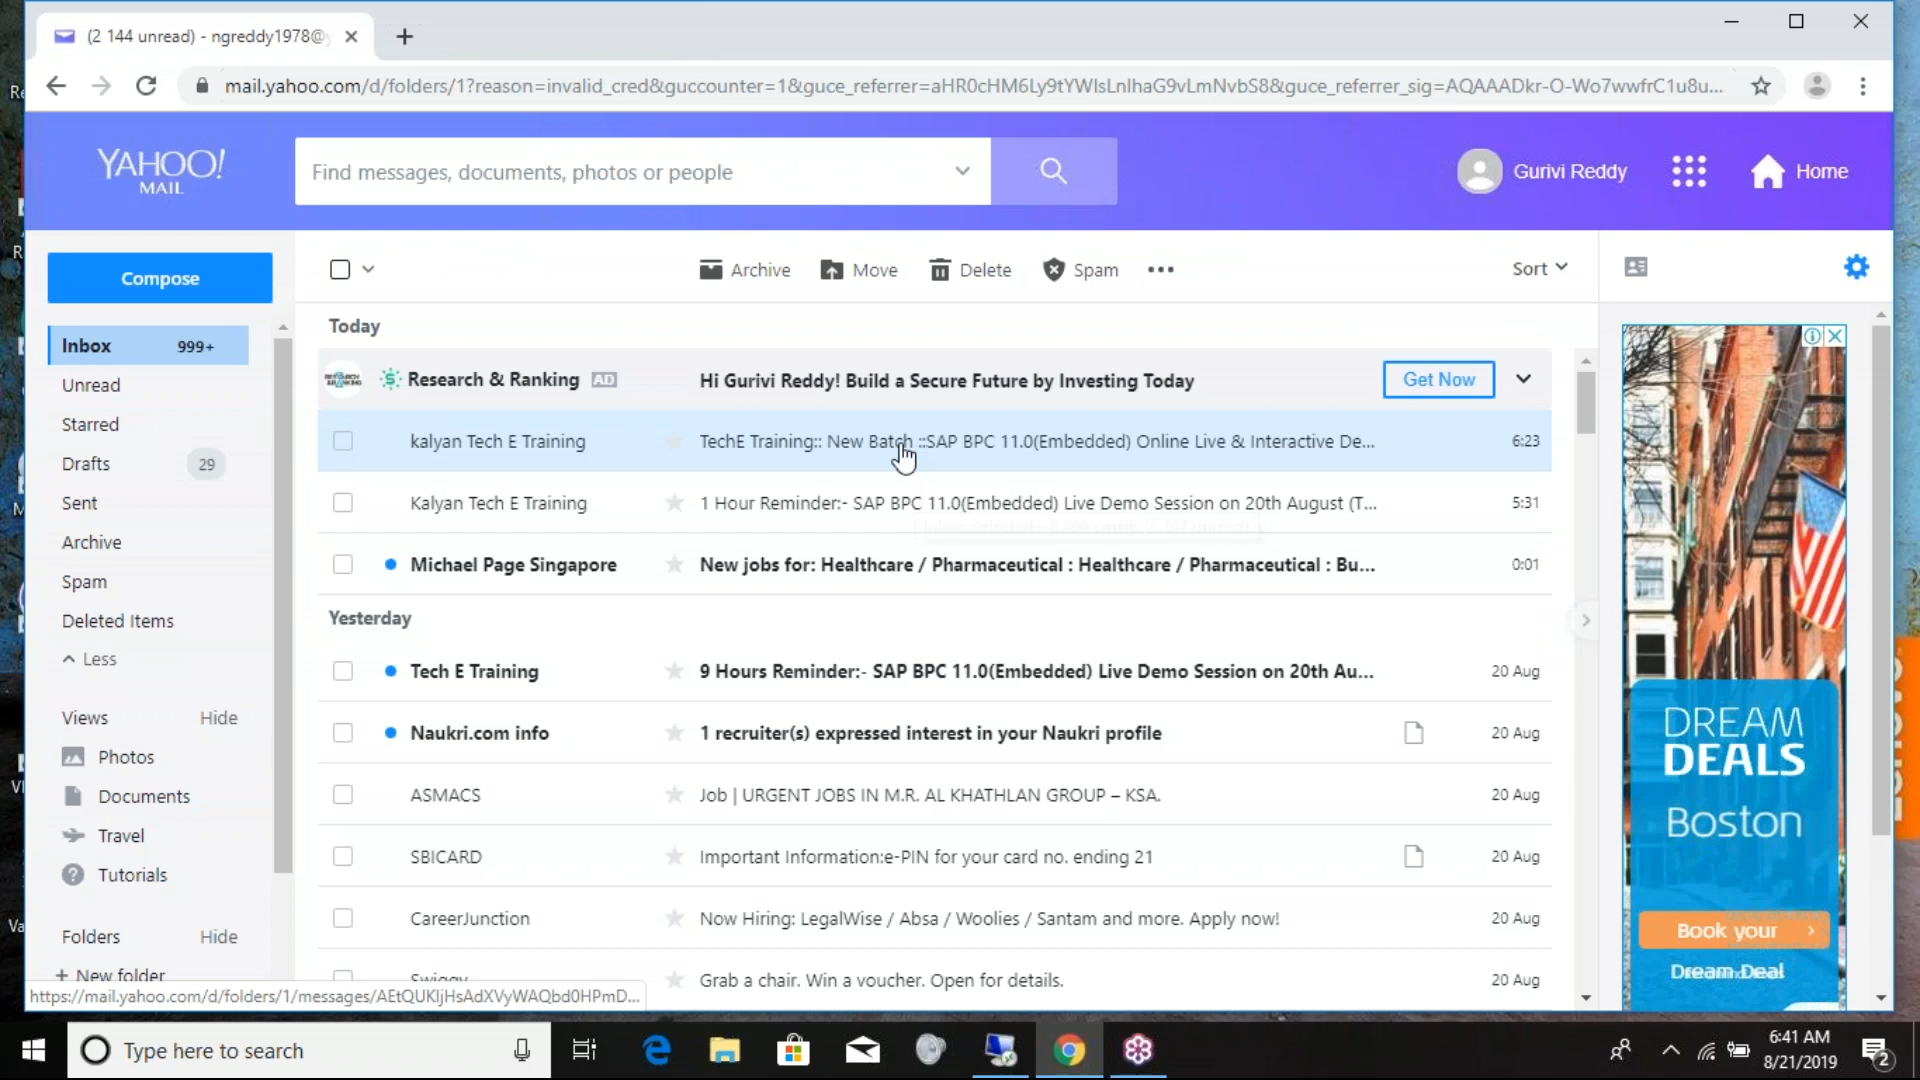 (2 144 unread) - ngreddy1978@y
mail.yahoo.com/d/folders/1?reason=invalid_cred&guccounter=1&guce_referrer=aHR0cHM6Ly9tYWlsLnlhaG9vLmNvbS8&guce_referrer_sig=AQAAADkr-O-Wo7wwfrC1u8u...
YAHOO!
MAIL
Find messages, documents, photos or people
Gurivi Reddy
Home
Compose
Archive
Move
Delete
Spam
Sort
Inbox 999+
Unread
Starred
Drafts 29
Sent
Archive
Spam
Deleted Items
Less
Views Hide
Photos
Documents
Travel
Tutorials
Folders Hide
+ New folder
Today
Research & Ranking AD Hi Gurivi Reddy! Build a Secure Future by Investing Today Get Now
kalyan Tech E Training TechE Training:: New Batch ::SAP BPC 11.0(Embedded) Online Live & Interactive De... 6:23
Kalyan Tech E Training 1 Hour Reminder:- SAP BPC 11.0(Embedded) Live Demo Session on 20th August (T... 5:31
Michael Page Singapore New jobs for: Healthcare / Pharmaceutical : Healthcare / Pharmaceutical : Bu... 0:01
Yesterday
Tech E Training 9 Hours Reminder:- SAP BPC 11.0(Embedded) Live Demo Session on 20th Au... 20 Aug
Naukri.com info 1 recruiter(s) expressed interest in your Naukri profile 20 Aug
ASMACS Job | URGENT JOBS IN M.R. AL KHATHLAN GROUP – KSA. 20 Aug
SBICARD Important Information:e-PIN for your card no. ending 21 20 Aug
CareerJunction Now Hiring: LegalWise / Absa / Woolies / Santam and more. Apply now! 20 Aug
Swiggy Grab a chair. Win a voucher. Open for details. 20 Aug
DREAM
DEALS
Boston
Book your
Dream Deal
https://mail.yahoo.com/d/folders/1/messages/AEtQUKIjHsAdXVyWAQbd0HPmD...
Type here to search
6:41 AM
8/21/2019
2